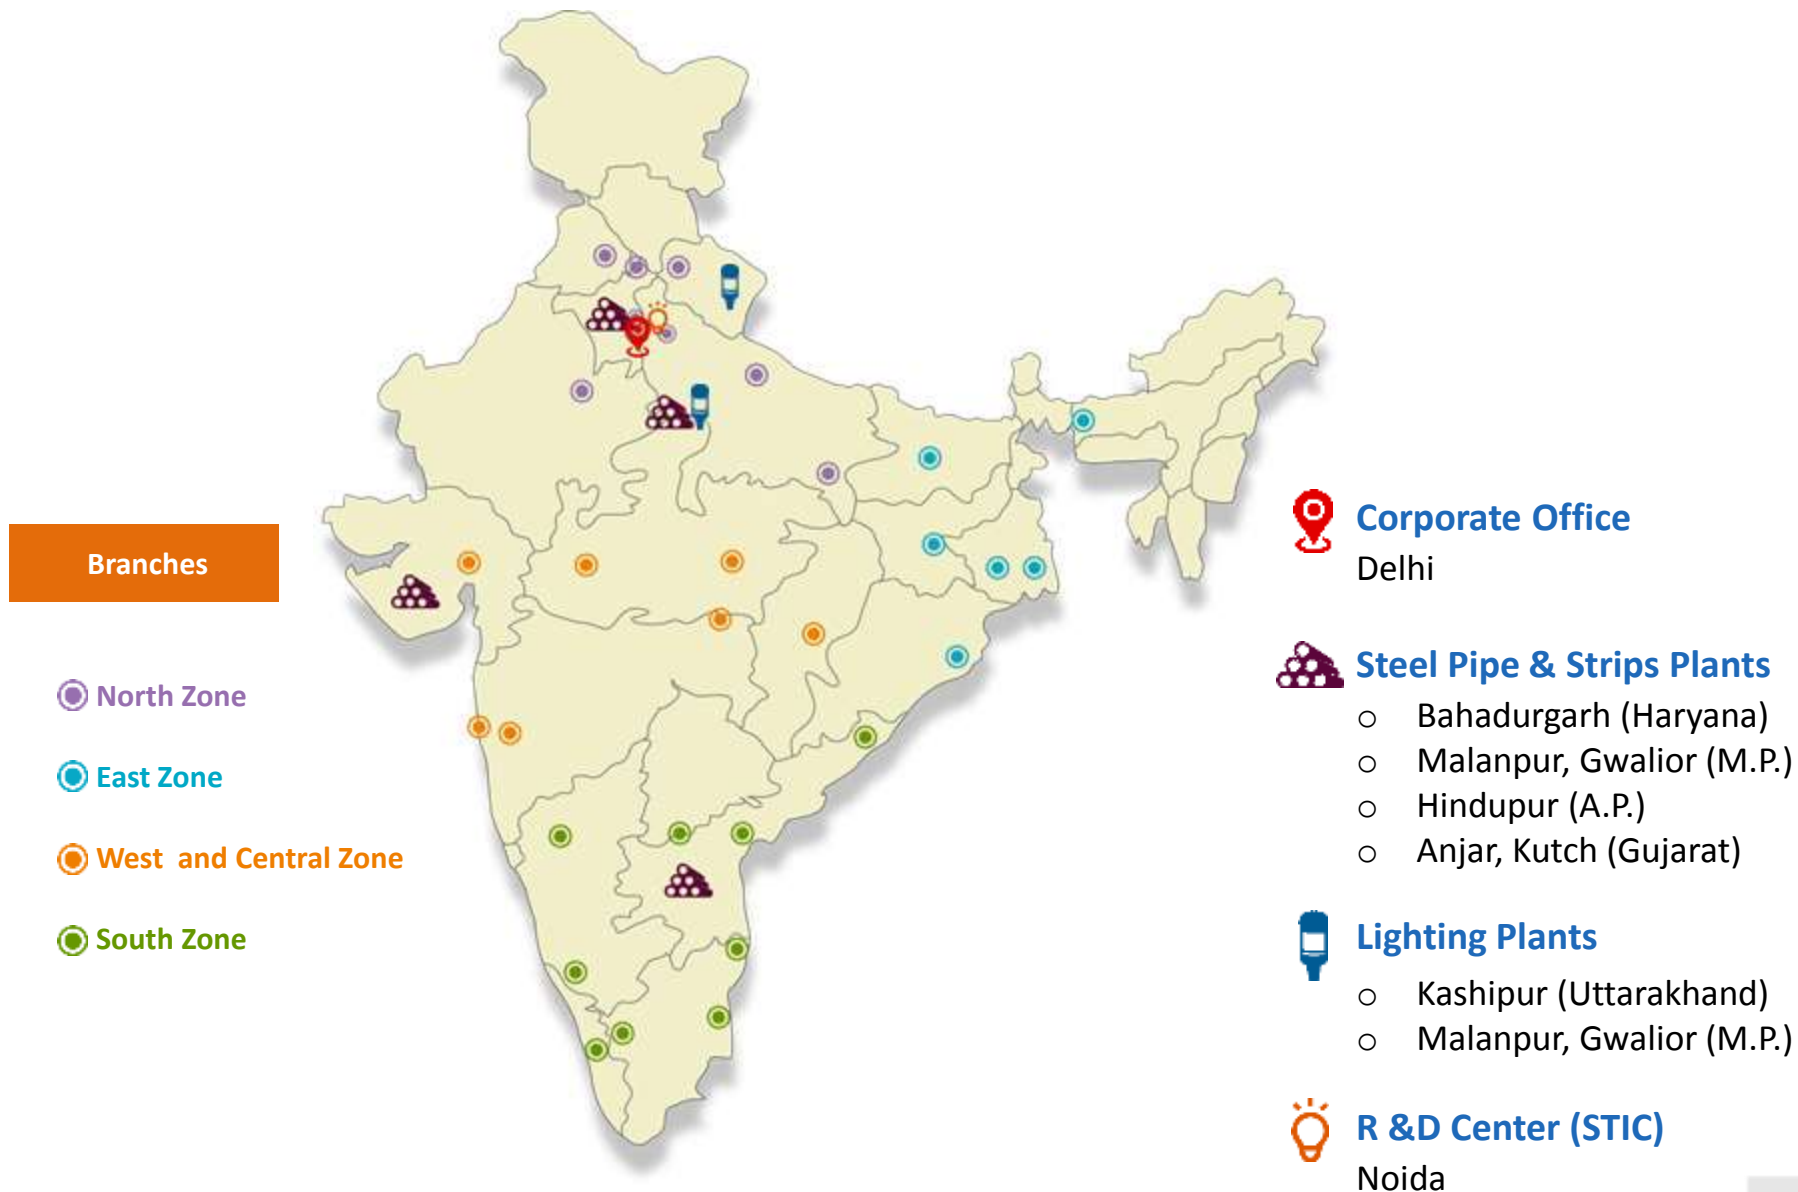 Branches
North Zone
East Zone
West and Central Zone
South Zone
Corporate Office
Delhi
Steel Pipe & Strips Plants
o Bahadurgarh (Haryana)
o Malanpur, Gwalior (M.P.)
o Hindupur (A.P.)
o Anjar, Kutch (Gujarat)
Lighting Plants
o Kashipur (Uttarakhand)
o Malanpur, Gwalior (M.P.)
R &D Center (STIC)
Noida